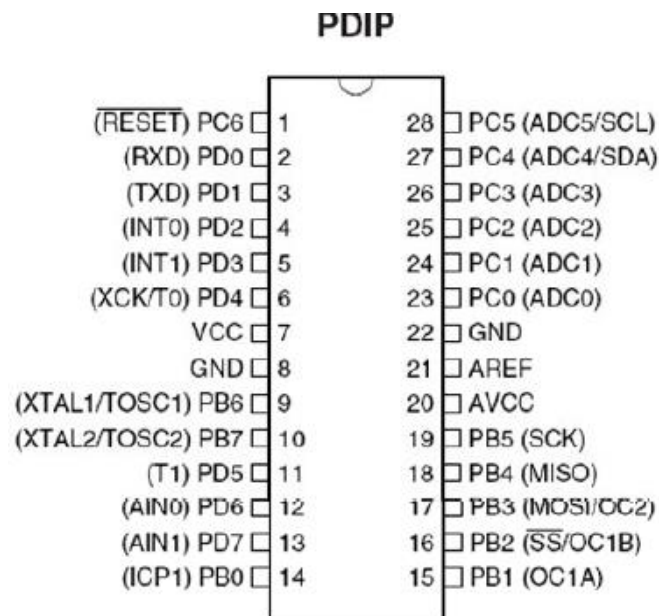 PDIP
(RESET) PC6 1 28 PC5 (ADC5/SCL)
(RXD) PD0 2 27 PC4 (ADC4/SDA)
(TXD) PD1 3 26 PC3 (ADC3)
(INT0) PD2 4 25 PC2 (ADC2)
(INT1) PD3 5 24 PC1 (ADC1)
(XCK/T0) PD4 6 23 PC0 (ADC0)
VCC 7 22 GND
GND 8 21 AREF
(XTAL1/TOSC1) PB6 9 20 AVCC
(XTAL2/TOSC2) PB7 10 19 PB5 (SCK)
(T1) PD5 11 18 PB4 (MISO)
(AIN0) PD6 12 17 PB3 (MOSI/OC2)
(AIN1) PD7 13 16 PB2 (SS/OC1B)
(ICP1) PB0 14 15 PB1 (OC1A)